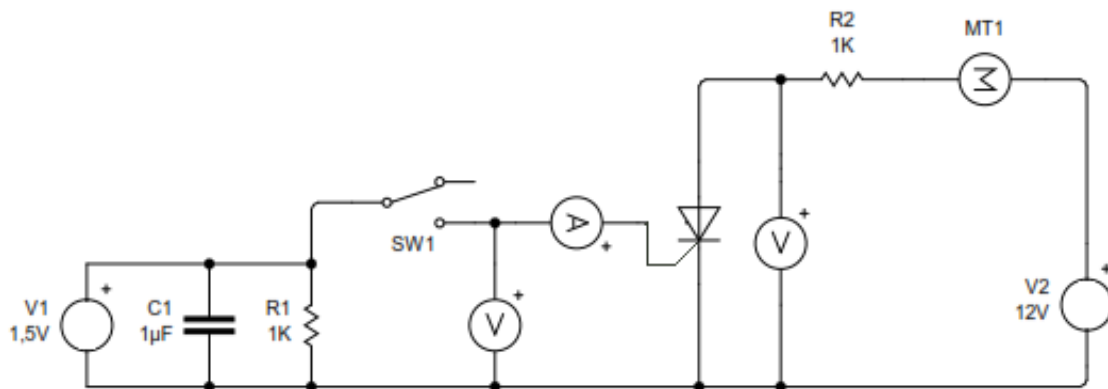 R2
1K
MT1
M
SW1
A
+
V
+
V
+
V1
1,5V
+
C1
1µF
R1
1K
V2
12V
+